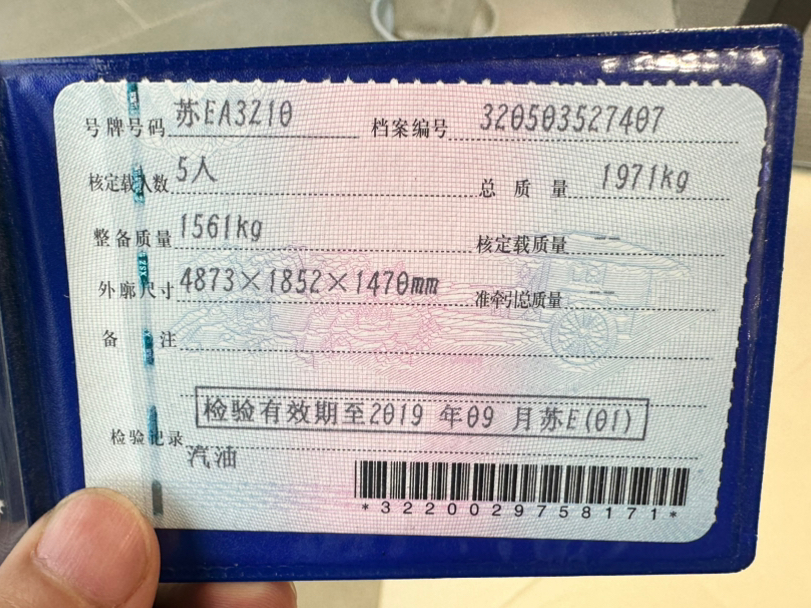 号牌号码 苏EA3210 档案编号 320503527407
核定载人数 5人 总质量 1971kg
整备质量 1561kg 核定载质量 --
外廓尺寸 4873×1852×1470mm 准牵引总质量 --
备注
检验有效期至2019 年09 月苏E(01)
检验记录
汽油
*3220029758171*